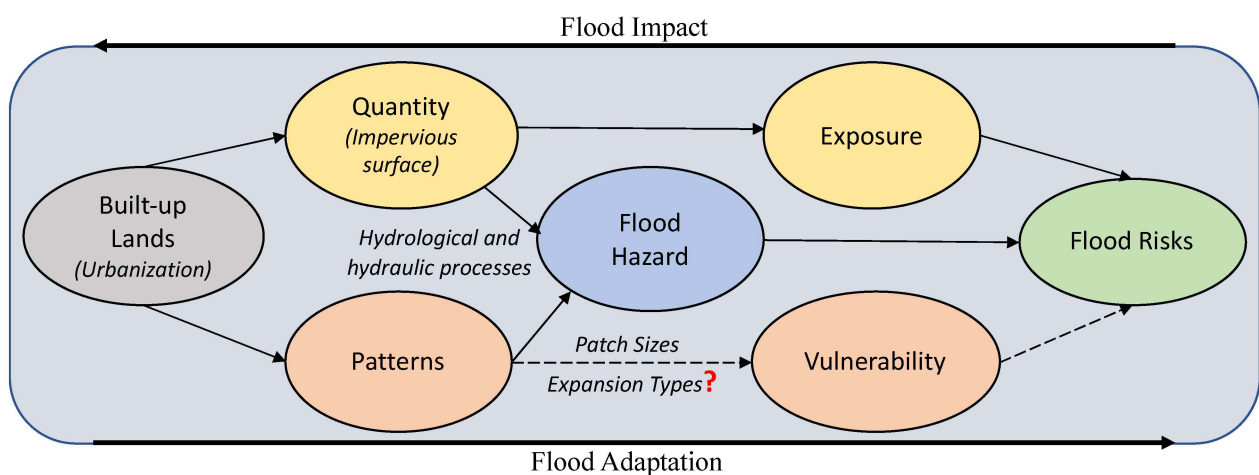 Flood Impact
Quantity
(Impervious
surface)
Exposure
Built-up
Lands
(Urbanization)
Hydrological and
hydraulic processes
Flood
Hazard
Flood Risks
Patterns
Patch Sizes
Expansion Types?
Vulnerability
Flood Adaptation